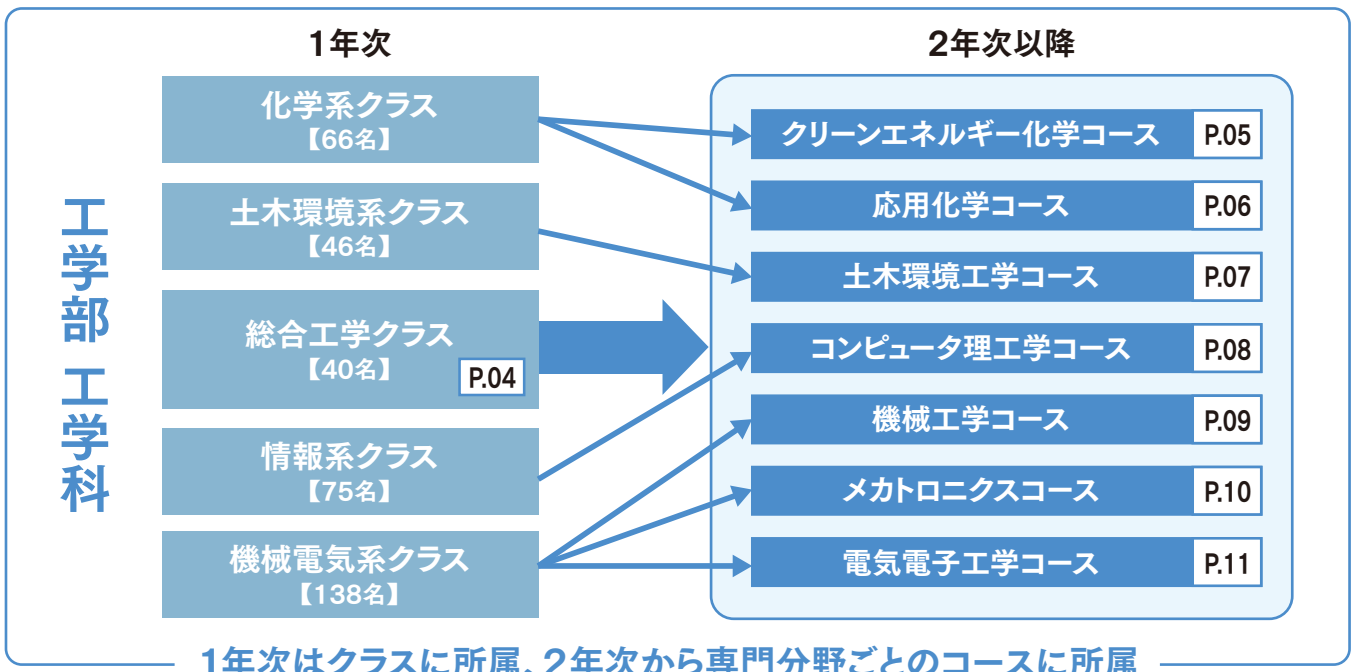 1年次
2年次以降
工学部 工学科
化学系クラス
【66名】
土木環境系クラス
【46名】
総合工学クラス
【40名】
P.04
情報系クラス
【75名】
機械電気系クラス
【138名】
クリーンエネルギー化学コース P.05
応用化学コース P.06
土木環境工学コース P.07
コンピュータ理工学コース P.08
機械工学コース P.09
メカトロニクスコース P.10
電気電子工学コース P.11
1年次はクラスに所属、2年次から専門分野ごとのコースに所属